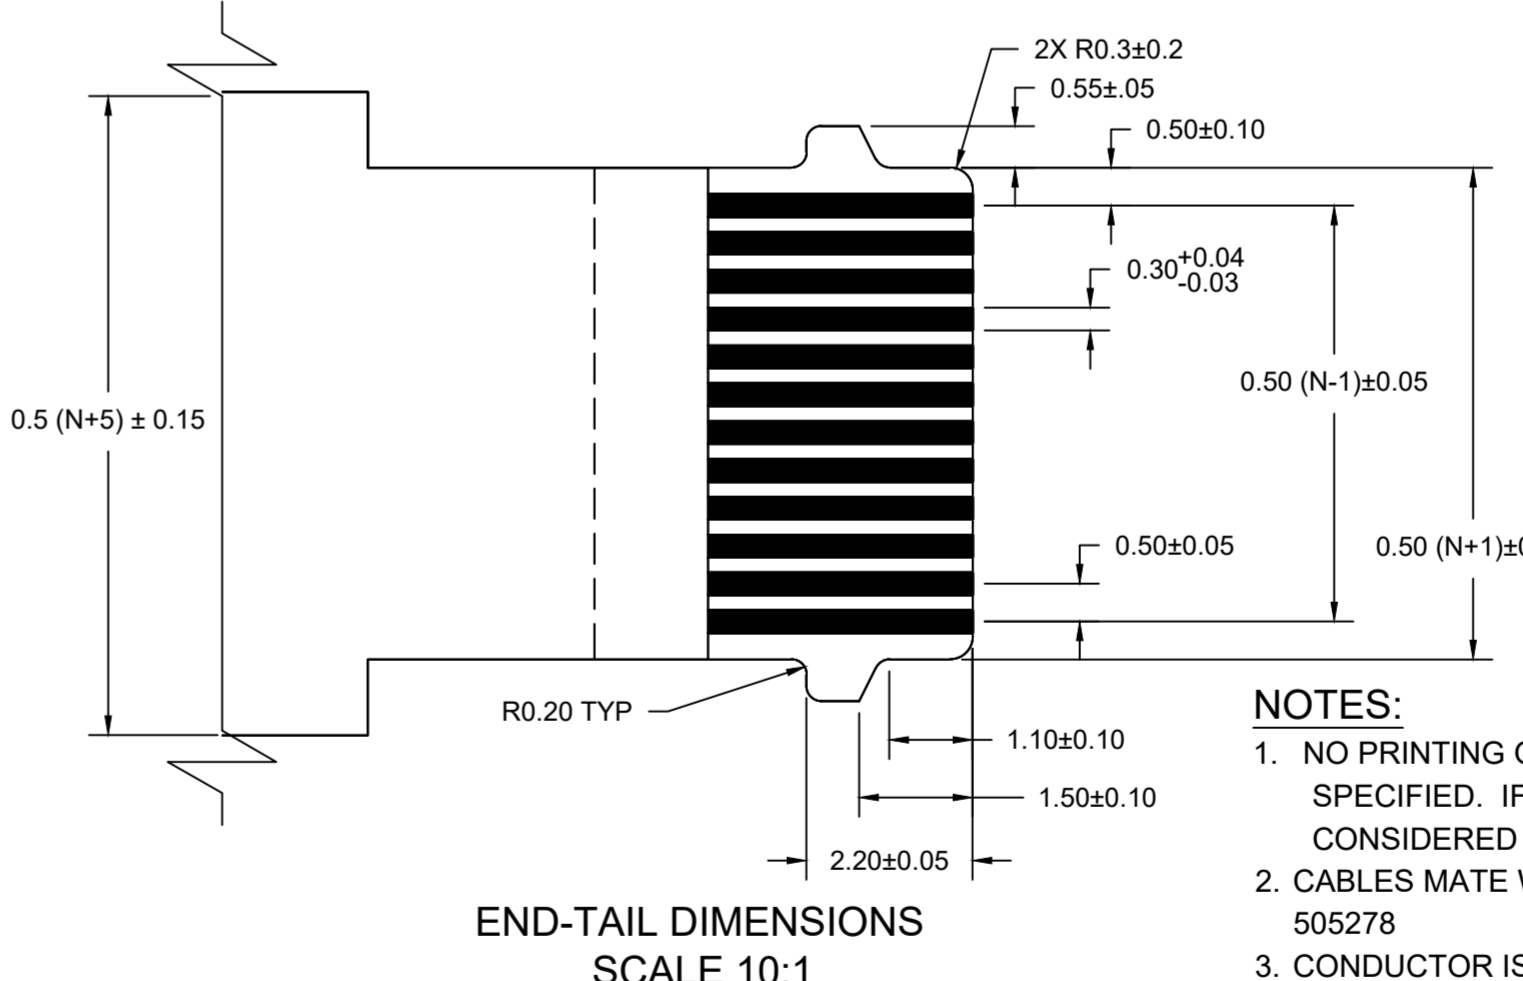 2X R0.3±0.2
0.55±.05
0.50±0.10
0.30+0.04
-0.03
0.50 (N-1)±0.05
0.5 (N+5) ± 0.15
0.50±0.05
0.50 (N+1)±
R0.20 TYP
1.10±0.10
1.50±0.10
2.20±0.05
END-TAIL DIMENSIONS
SCALE 10:1
NOTES:
1. NO PRINTING
SPECIFIED. IF
CONSIDERED
2. CABLES MATE
505278
3. CONDUCTOR IS